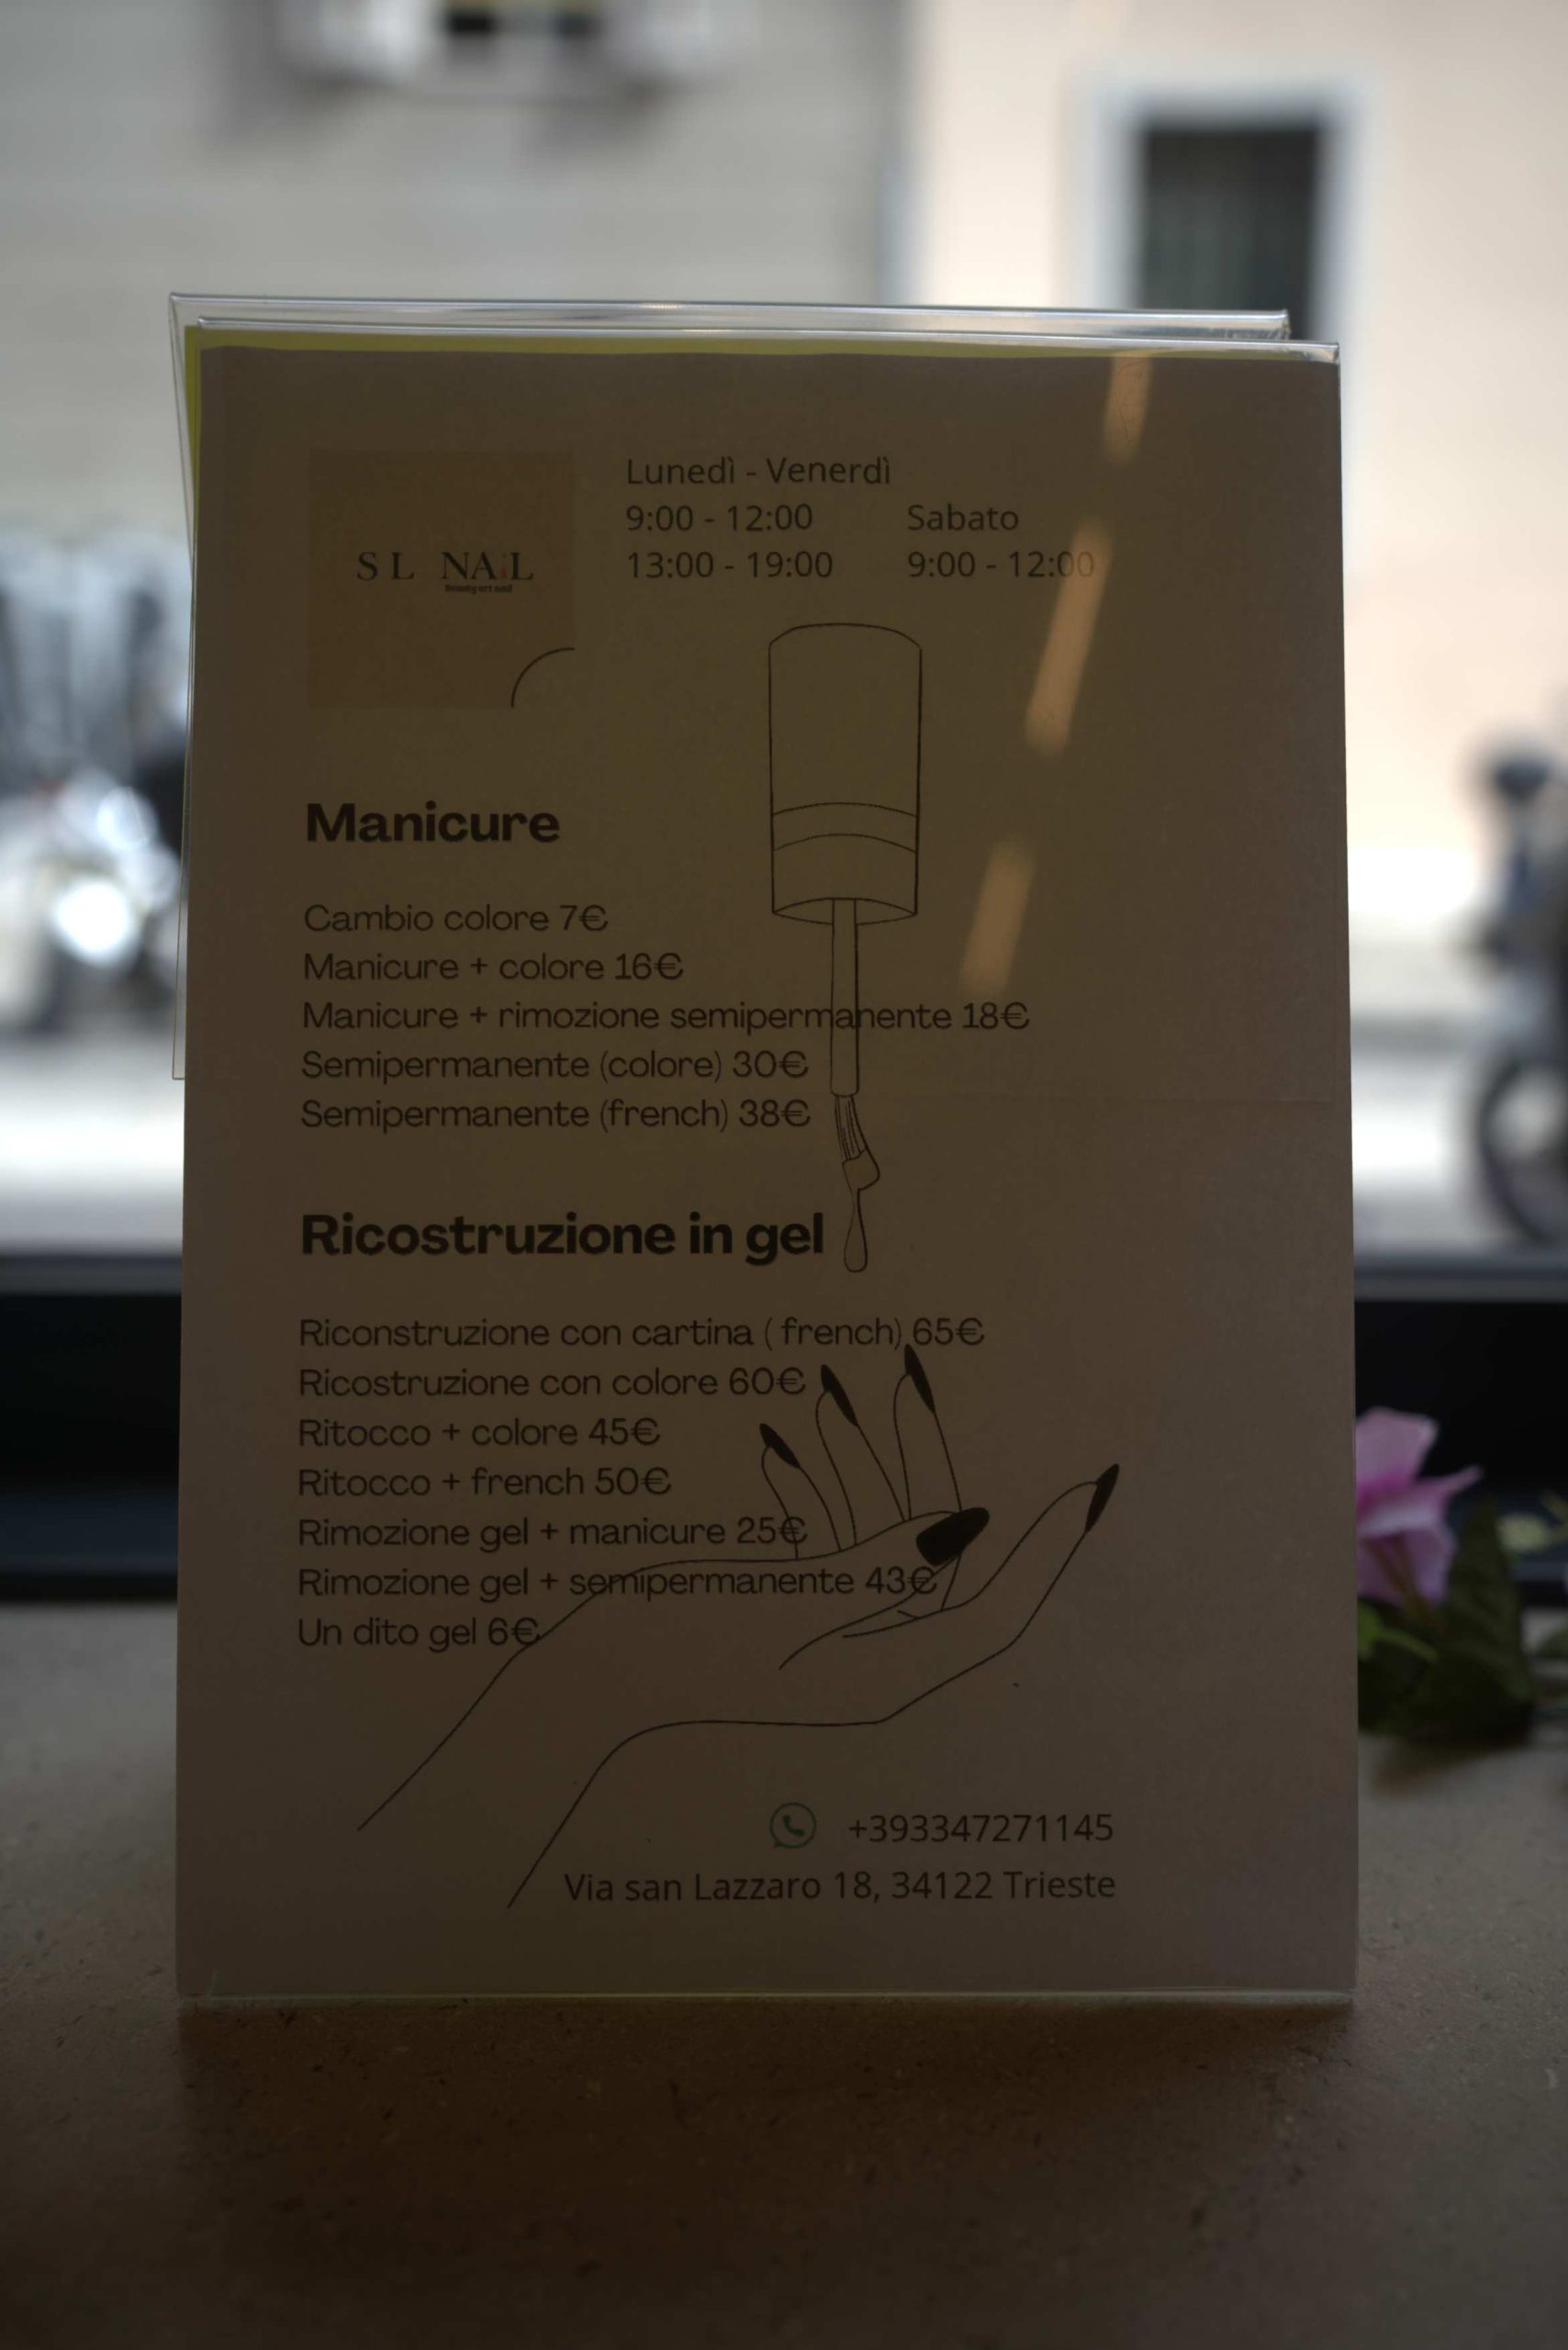 SL NAiL
Beauty art nail
Lunedì - Venerdì
9:00 - 12:00
13:00 - 19:00
Sabato
9:00 - 12:00
Manicure
Cambio colore 7€
Manicure + colore 16€
Manicure + rimozione semipermanente 18€
Semipermanente (colore) 30€
Semipermanente (french) 38€
Ricostruzione in gel
Riconstruzione con cartina ( french) 65€
Ricostruzione con colore 60€
Ritocco + colore 45€
Ritocco + french 50€
Rimozione gel + manicure 25€
Rimozione gel + semipermanente 43€
Un dito gel 6€
+393347271145
Via san Lazzaro 18, 34122 Trieste